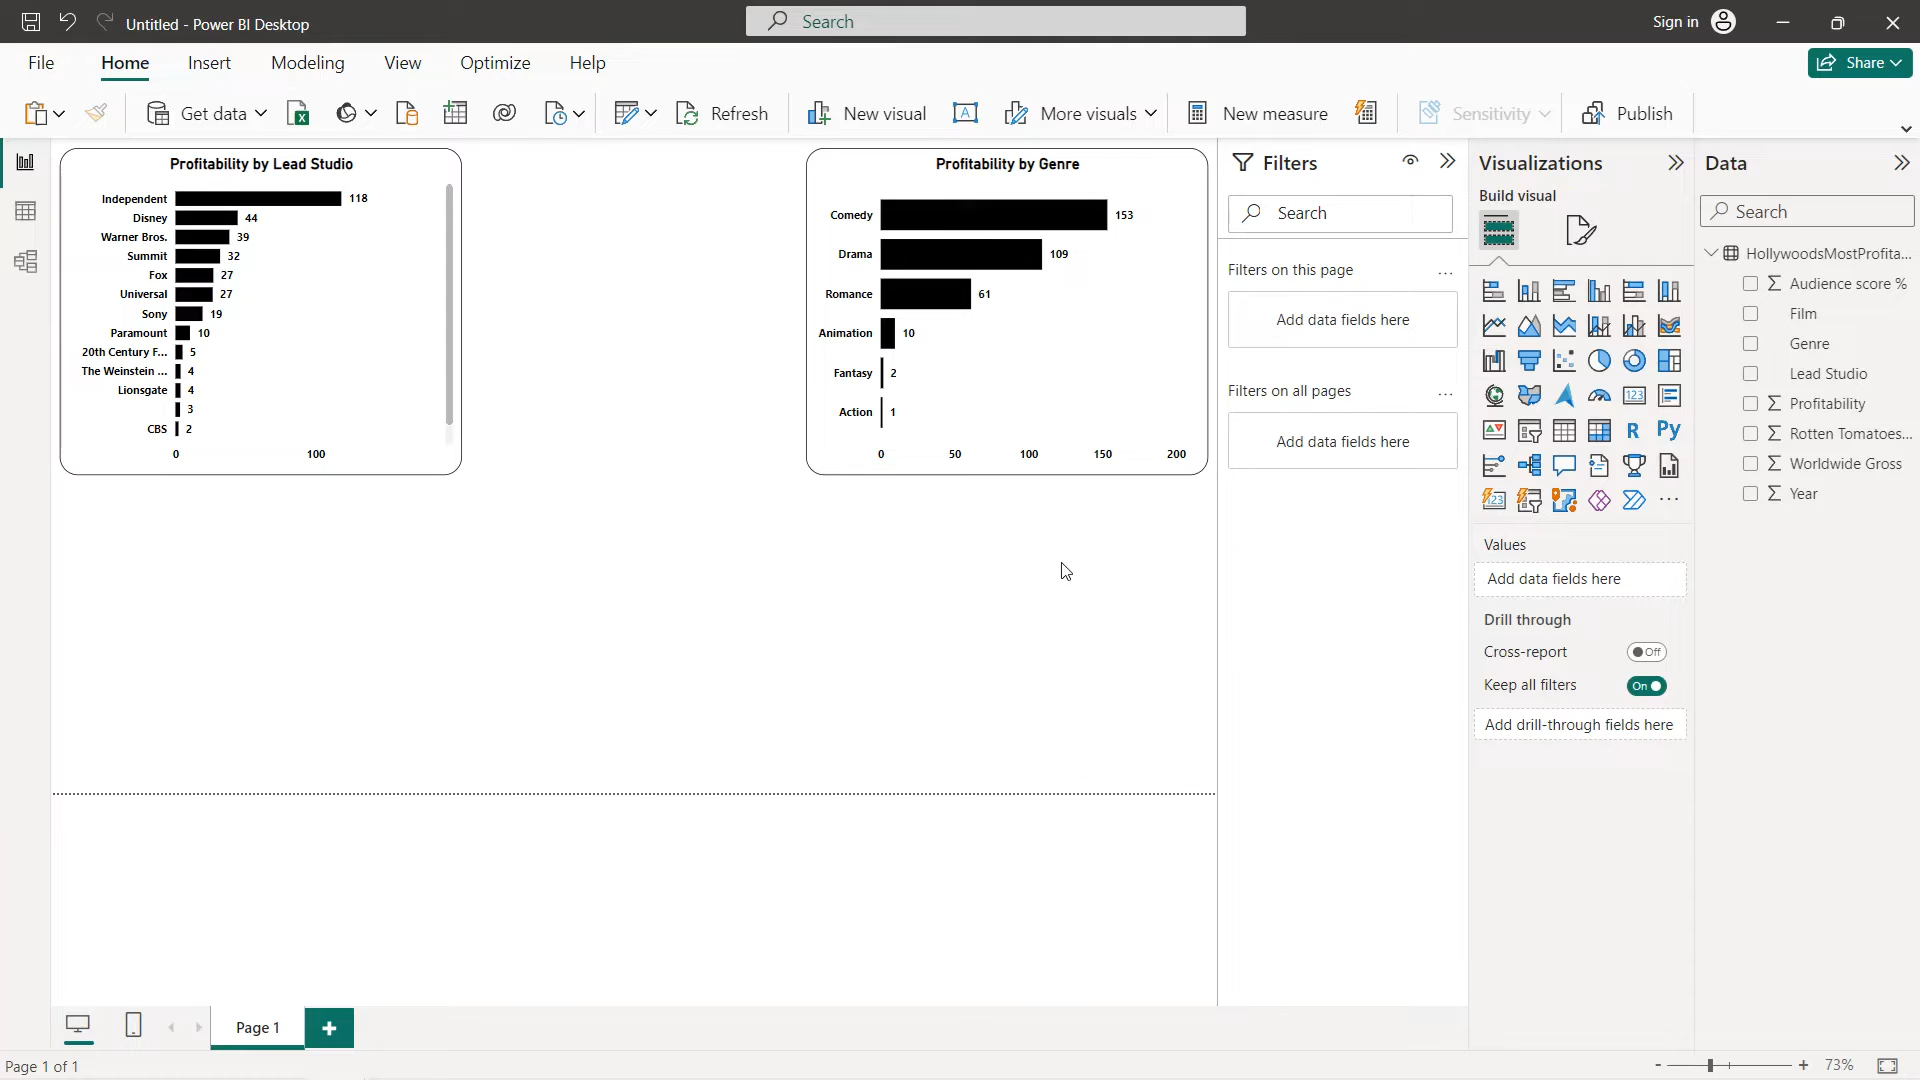 Untitled - Power BI Desktop
Search
Sign in
File Home Insert Modeling View Optimize Help
Share
Get data
Refresh
New visual
More visuals
New measure
Sensitivity
Publish
Profitability by Lead Studio
Independent 118
Disney 44
Warner Bros. 39
Summit 32
Fox 27
Universal 27
Sony 19
Paramount 10
20th Century F... 5
The Weinstein ... 4
Lionsgate 4
3
CBS 2
0 100
Profitability by Genre
Comedy 153
Drama 109
Romance 61
Animation 10
Fantasy 2
Action 1
0 50 100 150 200
Filters
Search
Filters on this page ...
Add data fields here
Filters on all pages ...
Add data fields here
Visualizations
Build visual
123
R Py
123
...
Values
Add data fields here
Drill through
Cross-report Off
Keep all filters On
Add drill-through fields here
Data
Search
HollywoodsMostProfita...
Σ Audience score %
Film
Genre
Lead Studio
Σ Profitability
Σ Rotten Tomatoes...
Σ Worldwide Gross
Σ Year
Page 1 +
Page 1 of 1
- + 73%